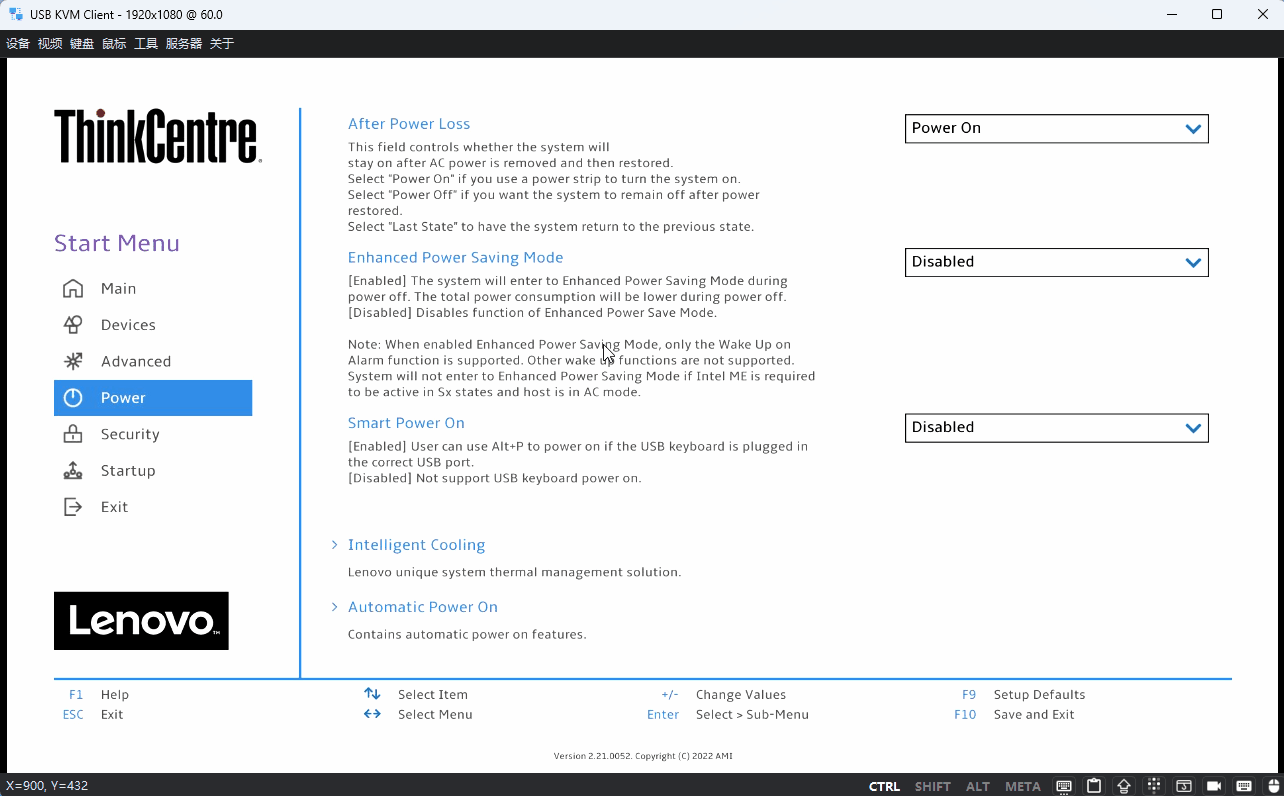 USB KVM Client - 1920x1080 @ 60.0
设备 视频 键盘 鼠标 工具 服务器 关于
ThinkCentre.
Start Menu
Main
Devices
Advanced
Power
Security
Startup
Exit
Lenovo™
After Power Loss
Power On
This field controls whether the system will
stay on after AC power is removed and then restored.
Select "Power On" if you use a power strip to turn the system on.
Select "Power Off" if you want the system to remain off after power
restored.
Select "Last State" to have the system return to the previous state.
Enhanced Power Saving Mode
Disabled
[Enabled] The system will enter to Enhanced Power Saving Mode during
power off. The total power consumption will be lower during power off.
[Disabled] Disables function of Enhanced Power Save Mode.
Note: When enabled Enhanced Power Saving Mode, only the Wake Up on
Alarm function is supported. Other wake up functions are not supported.
System will not enter to Enhanced Power Saving Mode if Intel ME is required
to be active in Sx states and host is in AC mode.
Smart Power On
Disabled
[Enabled] User can use Alt+P to power on if the USB keyboard is plugged in
the correct USB port.
[Disabled] Not support USB keyboard power on.
> Intelligent Cooling
Lenovo unique system thermal management solution.
> Automatic Power On
Contains automatic power on features.
F1 Help ↑↓ Select Item +/- Change Values F9 Setup Defaults
ESC Exit ↔ Select Menu Enter Select > Sub-Menu F10 Save and Exit
Version 2.21.0052. Copyright (C) 2022 AMI
X=900, Y=432 CTRL SHIFT ALT META